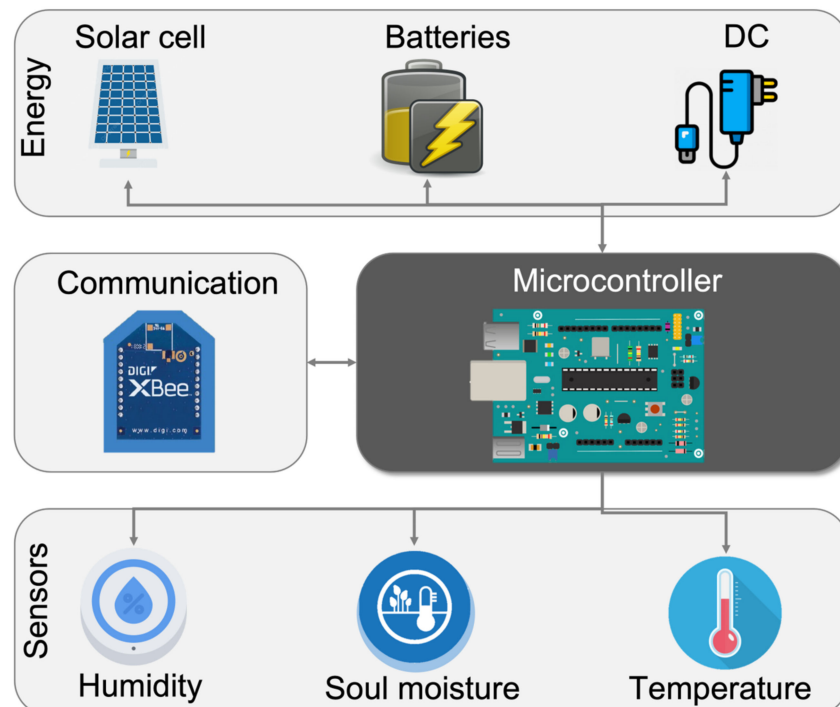 Solar cell
Batteries
DC
Energy
Communication
Microcontroller
DIGI
XBee
www.digi.com
Sensors
Humidity
Soul moisture
Temperature